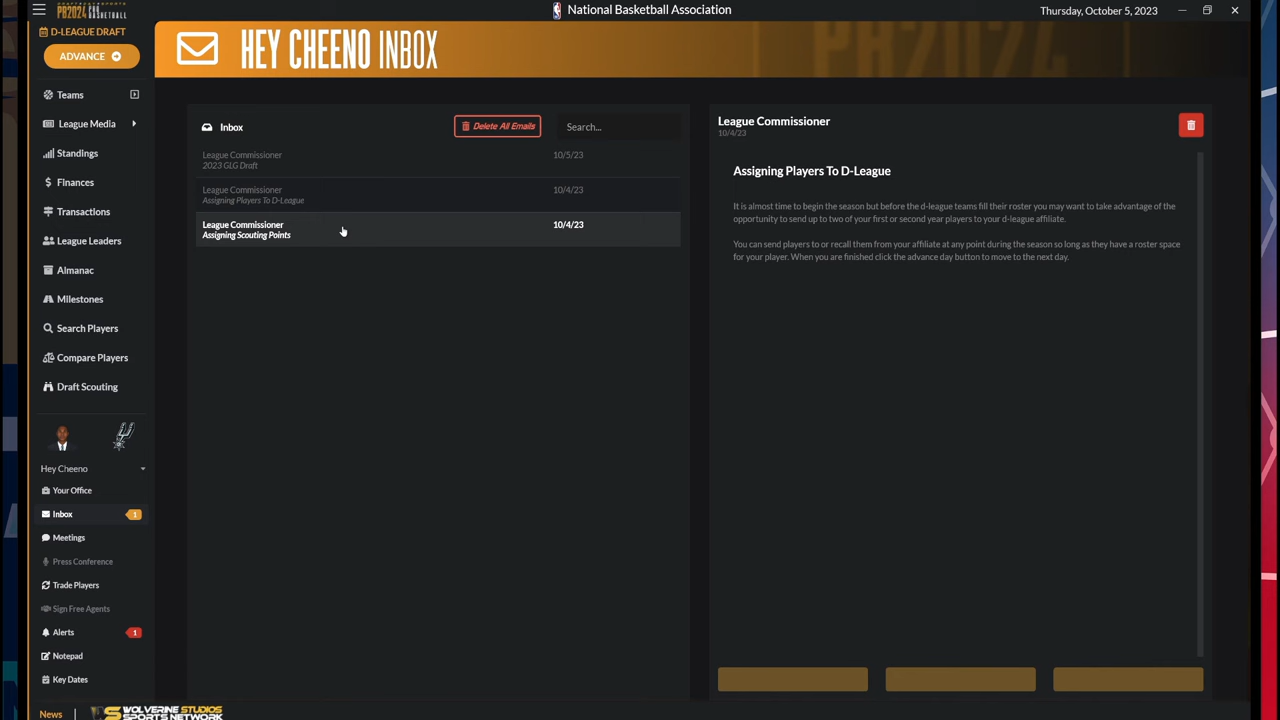 PB2024 PRO BASKETBALL
National Basketball Association
Thursday, October 5, 2023
D-LEAGUE DRAFT
ADVANCE
HEY CHEENO INBOX
PB2024
Teams
League Media
Standings
Finances
Transactions
League Leaders
Almanac
Milestones
Search Players
Compare Players
Draft Scouting
Hey Cheeno
Your Office
Inbox 1
Meetings
Press Conference
Trade Players
Sign Free Agents
Alerts 1
Notepad
Key Dates
Inbox
Delete All Emails
Search...
League Commissioner 10/5/23
2023 GLG Draft
League Commissioner 10/4/23
Assigning Players To D-League
League Commissioner 10/4/23
Assigning Scouting Points
League Commissioner
10/4/23
Assigning Players To D-League
It is almost time to begin the season but before the d-league teams fill their roster you may want to take advantage of the
opportunity to send up to two of your first or second year players to your d-league affiliate.
You can send players to or recall them from your affiliate at any point during the season so long as they have a roster space
for your player. When you are finished click the advance day button to move to the next day.
News
WOLVERINE STUDIOS
SPORTS NETWORK